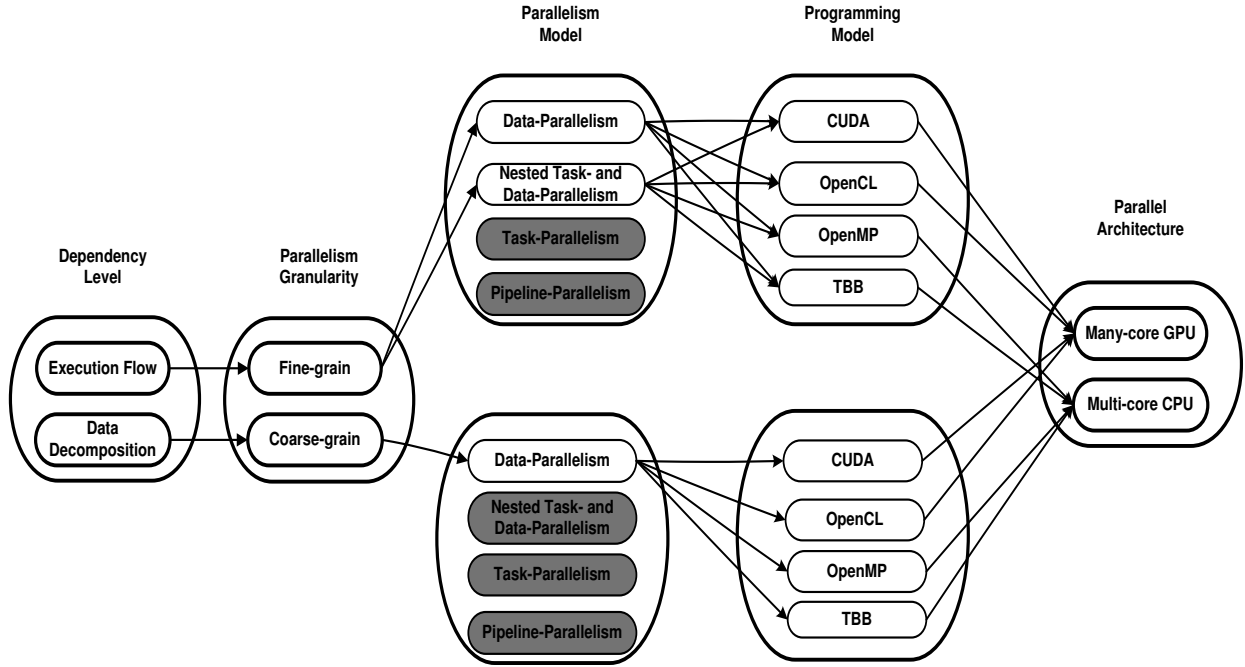 Parallelism
Model
Programming
Model
Data-Parallelism
CUDA
Nested Task- and
Data-Parallelism
OpenCL
Task-Parallelism
OpenMP
Pipeline-Parallelism
TBB
Dependency
Level
Parallelism
Granularity
Parallel
Architecture
Execution Flow
Fine-grain
Many-core GPU
Data
Decomposition
Coarse-grain
Multi-core CPU
Data-Parallelism
CUDA
Nested Task- and
Data-Parallelism
OpenCL
Task-Parallelism
OpenMP
Pipeline-Parallelism
TBB